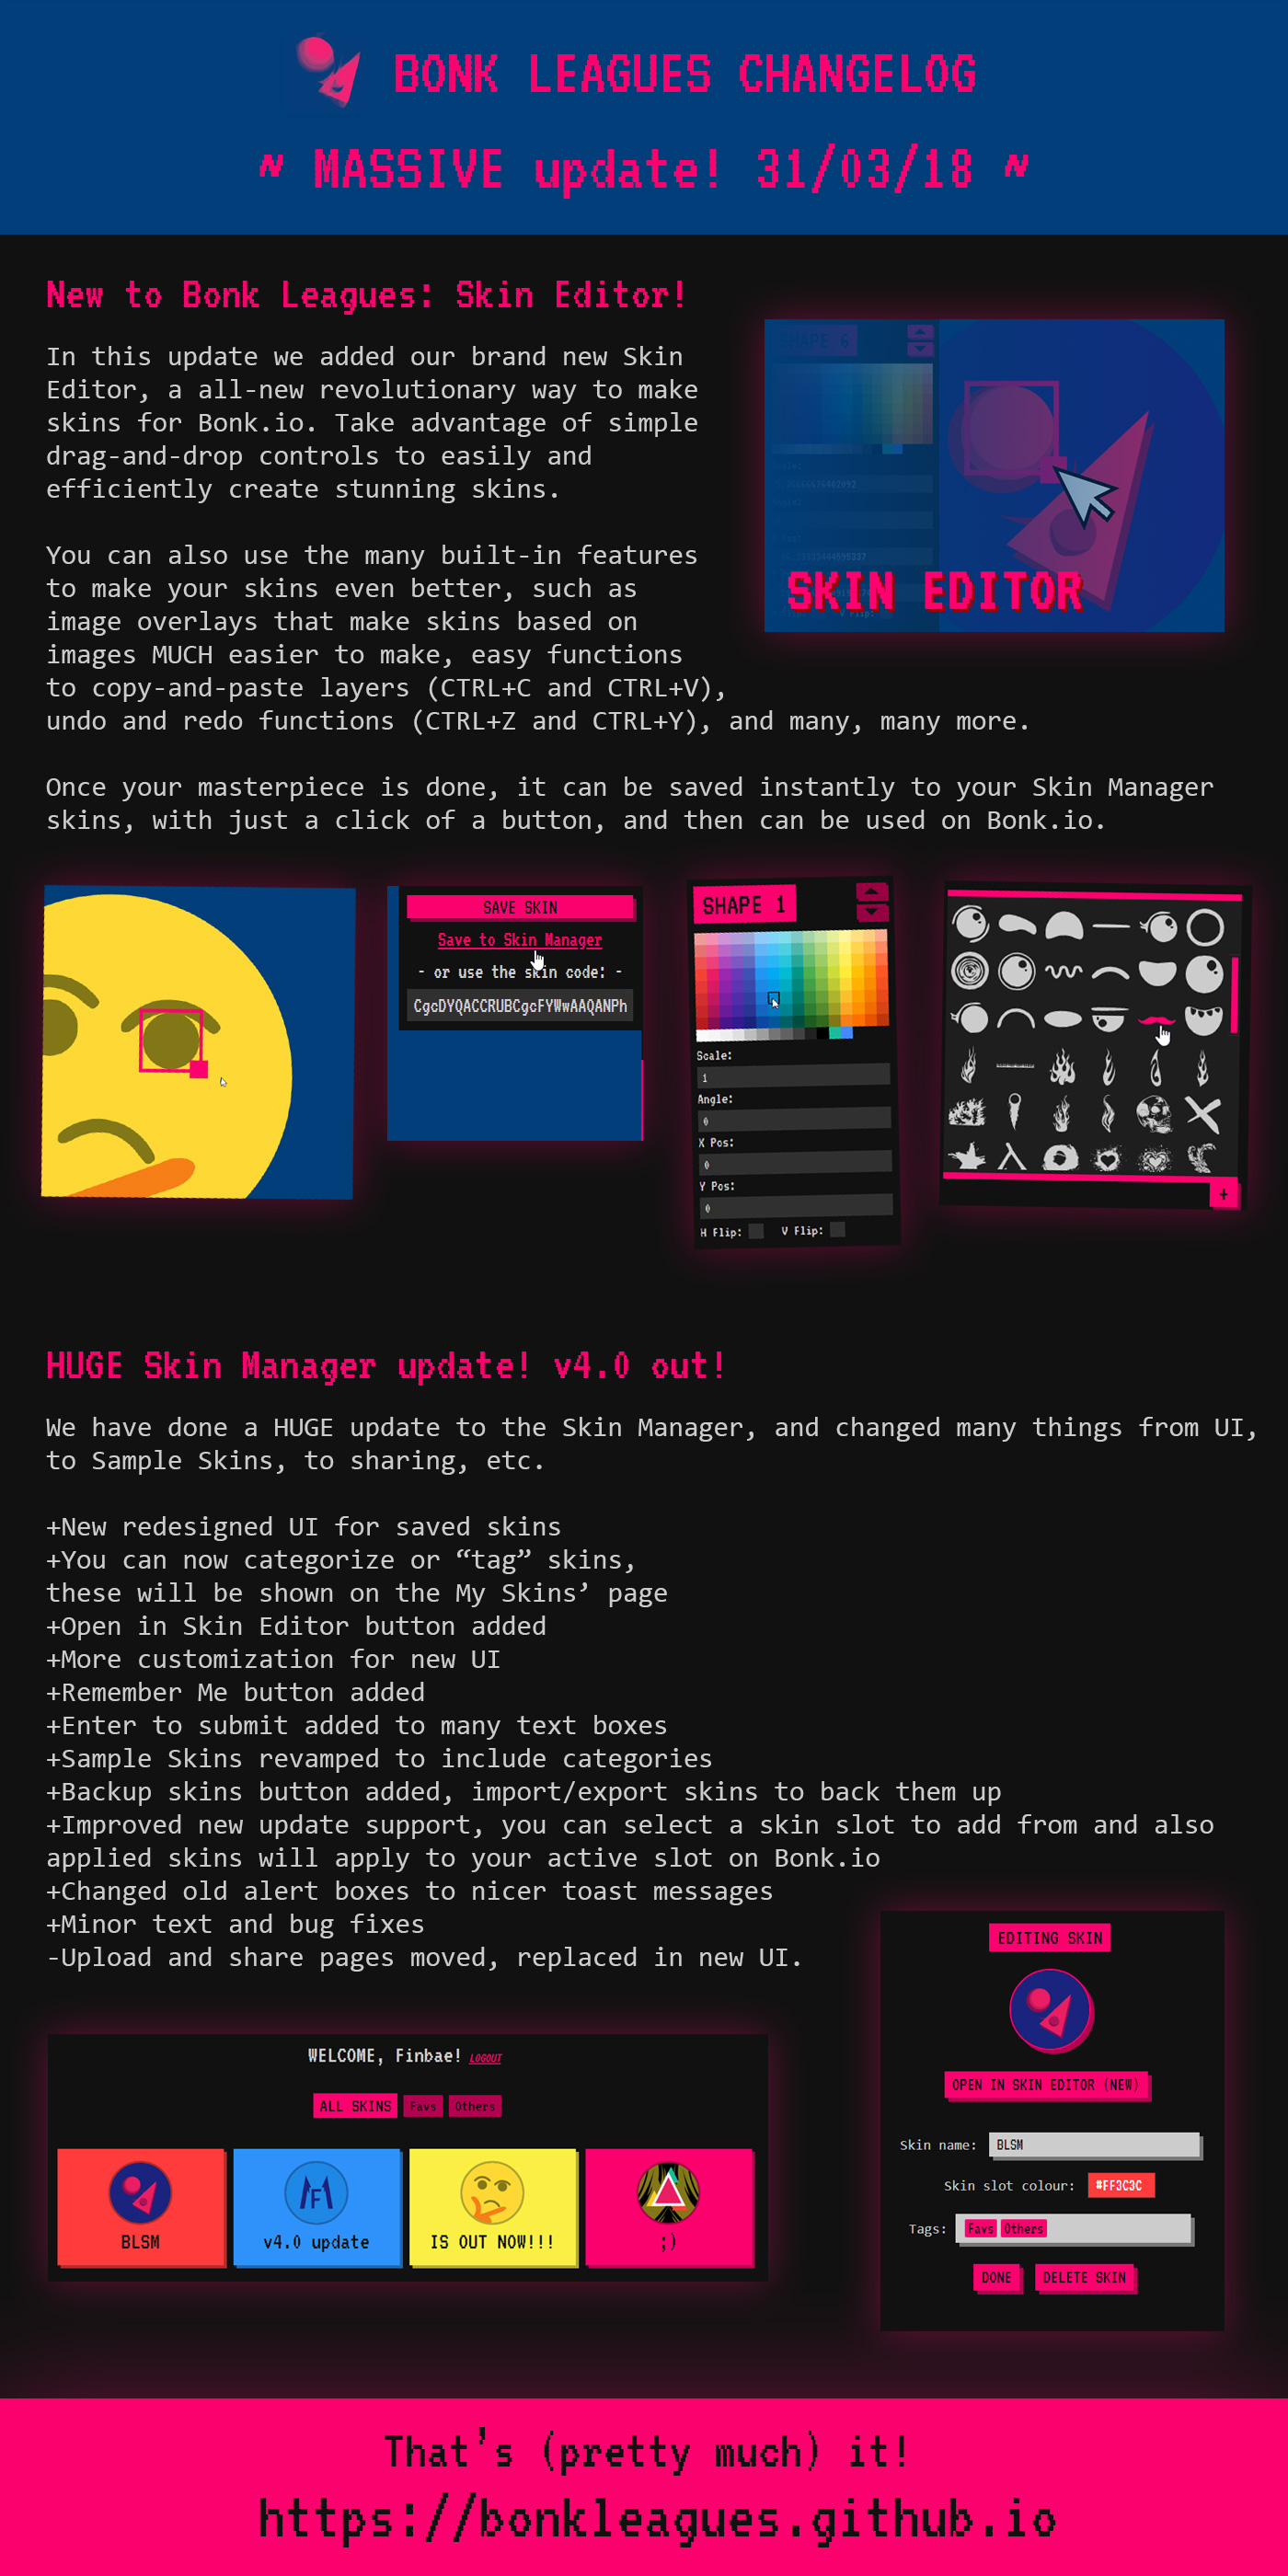 BONK LEAGUES CHANGELOG
~ MASSIVE update! 31/03/18 ~
New to Bonk Leagues: Skin Editor!
In this update we added our brand new Skin
Editor, a all-new revolutionary way to make
skins for Bonk.io. Take advantage of simple
drag-and-drop controls to easily and
efficiently create stunning skins.
You can also use the many built-in features
to make your skins even better, such as
image overlays that make skins based on
images MUCH easier to make, easy functions
to copy-and-paste layers (CTRL+C and CTRL+V),
undo and redo functions (CTRL+Z and CTRL+Y), and many, many more.
SHAPE 6
SKIN EDITOR
Once your masterpiece is done, it can be saved instantly to your Skin Manager
skins, with just a click of a button, and then can be used on Bonk.io.
SAVE SKIN
Save to Skin Manager
- or use the skin code: -
CgcDYQACCRUBCgcFYWwAAQANPh
SHAPE 1
Scale:
1
Angle:
0
X Pos:
0
Y Pos:
0
H Flip: V Flip:
+
HUGE Skin Manager update! v4.0 out!
We have done a HUGE update to the Skin Manager, and changed many things from UI,
to Sample Skins, to sharing, etc.
+New redesigned UI for saved skins
+You can now categorize or “tag” skins,
these will be shown on the My Skins’ page
+Open in Skin Editor button added
+More customization for new UI
+Remember Me button added
+Enter to submit added to many text boxes
+Sample Skins revamped to include categories
+Backup skins button added, import/export skins to back them up
+Improved new update support, you can select a skin slot to add from and also
applied skins will apply to your active slot on Bonk.io
+Changed old alert boxes to nicer toast messages
+Minor text and bug fixes
-Upload and share pages moved, replaced in new UI.
WELCOME, Finbae! LOGOUT
ALL SKINS Favs Others
BLSM
v4.0 update
IS OUT NOW!!!
;)
EDITING SKIN
OPEN IN SKIN EDITOR (NEW)
Skin name: BLSM
Skin slot colour: #FF3C3C
Tags: Favs Others
DONE DELETE SKIN
That's (pretty much) it!
https://bonkleagues.github.io